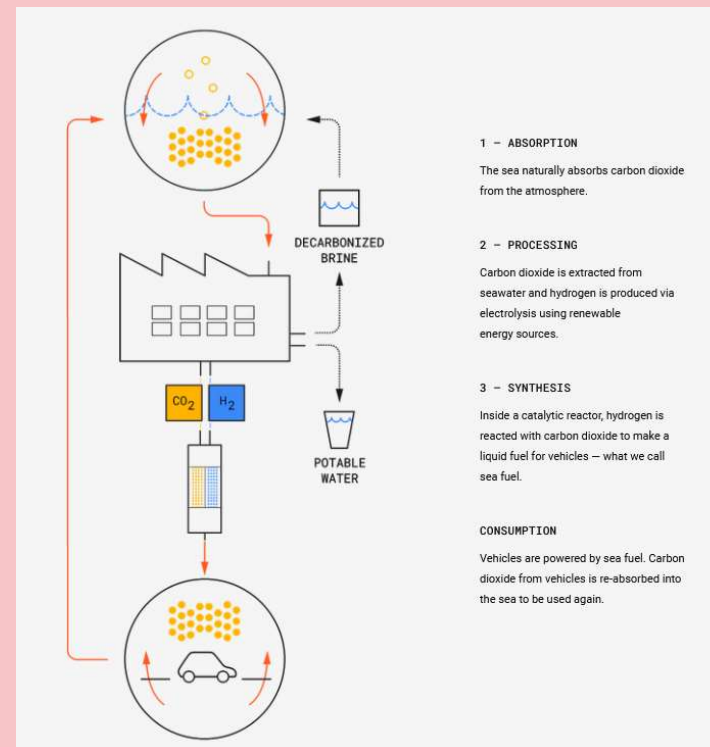 1 – ABSORPTION
The sea naturally absorbs carbon dioxide
from the atmosphere.
DECARBONIZED
BRINE
2 – PROCESSING
Carbon dioxide is extracted from
seawater and hydrogen is produced via
electrolysis using renewable
energy sources.
CO2
H2
3 – SYNTHESIS
Inside a catalytic reactor, hydrogen is
reacted with carbon dioxide to make a
liquid fuel for vehicles — what we call
sea fuel.
POTABLE
WATER
CONSUMPTION
Vehicles are powered by sea fuel. Carbon
dioxide from vehicles is re-absorbed into
the sea to be used again.